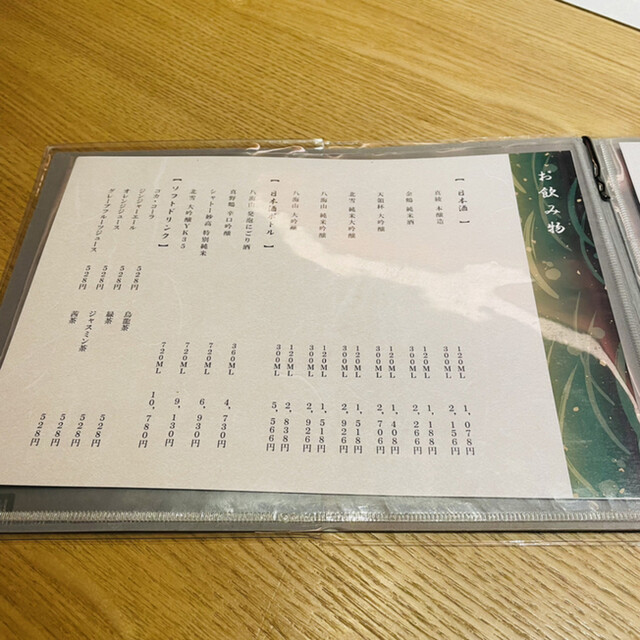 お飲み物
【 日本酒 】
真稜 本醸造 120ML 1,078円
300ML 2,156円
金鶴 純米酒 120ML 1,188円
300ML 2,266円
天領杯 大吟醸 120ML 1,408円
300ML 2,706円
北雪 純米大吟醸 120ML 1,518円
300ML 2,926円
八海山 純米大吟醸 120ML 1,518円
300ML 2,926円
八海山 大吟醸 120ML 2,838円
300ML 5,566円
【 日本酒ボトル 】
八海山 発泡にごり酒 360ML 4,730円
真野鶴 辛口吟醸 720ML 6,930円
シャトー妙高 特別純米 720ML 9,130円
北雪 大吟醸YK35 720ML 10,780円
【 ソフトドリンク 】
コカ・コーラ 528円
ジンジャーエール 528円
オレンジジュース 528円
グレープフルーツジュース 528円
烏龍茶 528円
緑茶 528円
ジャスミン茶 528円
茜茶 528円